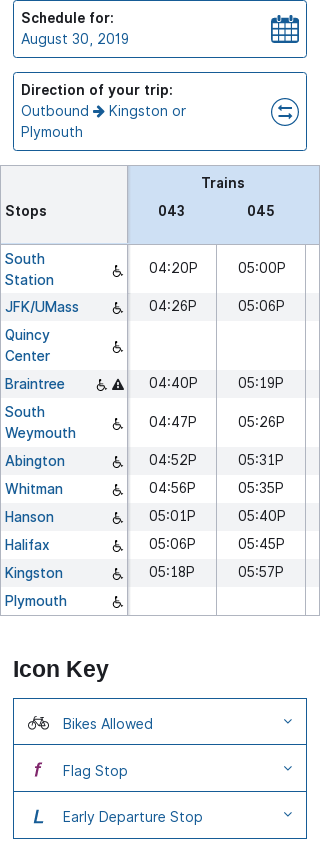 Schedule for:
August 30, 2019
Direction of your trip:
Outbound → Kingston or
Plymouth
Trains
Stops 043 045
South
Station 04:20P 05:00P
JFK/UMass 04:26P 05:06P
Quincy
Center
Braintree 04:40P 05:19P
South
Weymouth 04:47P 05:26P
Abington 04:52P 05:31P
Whitman 04:56P 05:35P
Hanson 05:01P 05:40P
Halifax 05:06P 05:45P
Kingston 05:18P 05:57P
Plymouth
Icon Key
Bikes Allowed
f Flag Stop
L Early Departure Stop